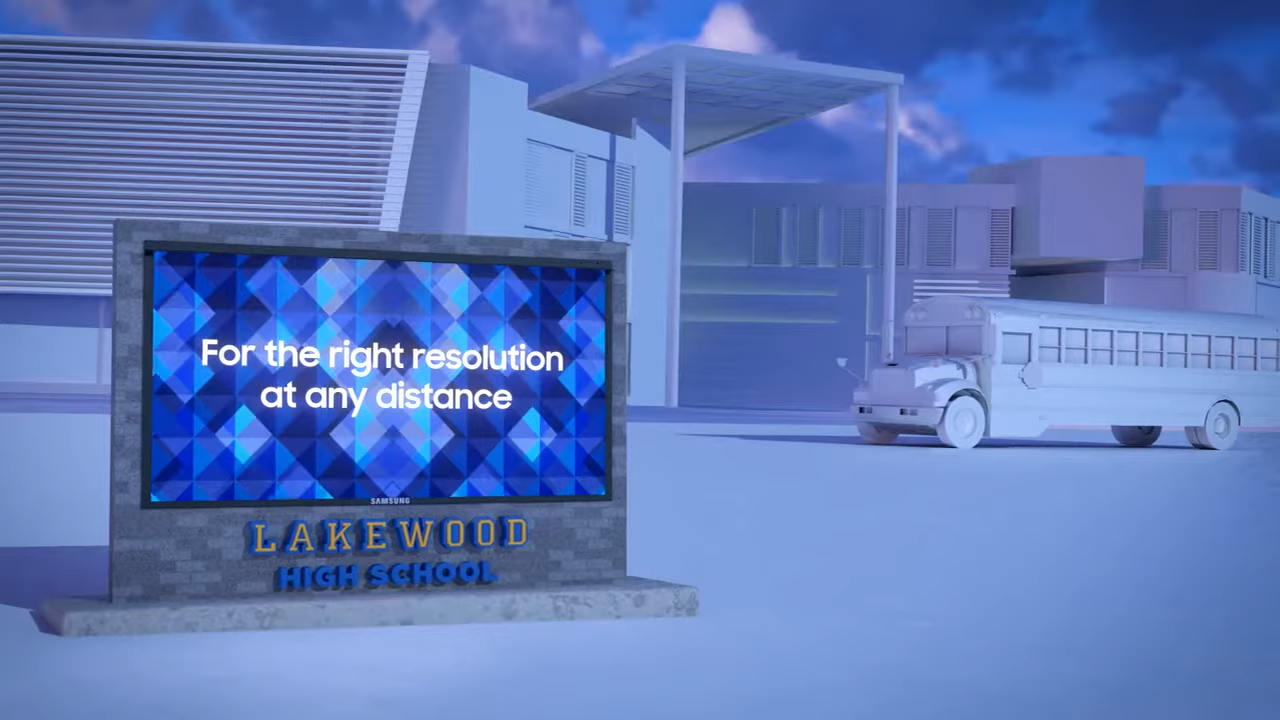 For the right resolution
at any distance
SAMSUNG
LAKEWOOD
HIGH SCHOOL